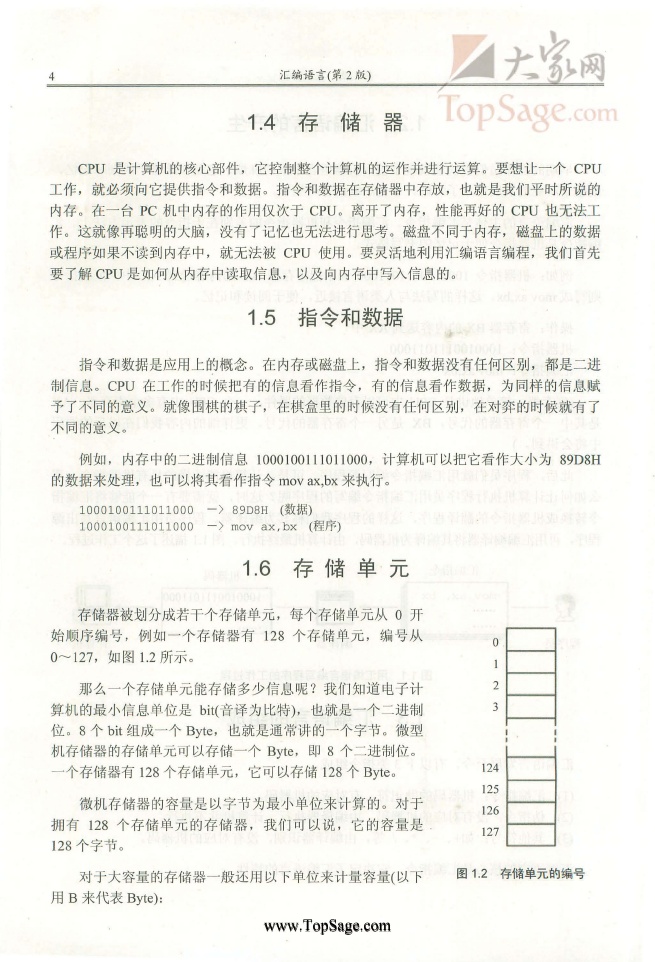 4
汇编语言(第 2 版)
大家网
TopSage.com
1.4 存 储 器
CPU 是计算机的核心部件，它控制整个计算机的运作并进行运算。要想让一个 CPU
工作，就必须向它提供指令和数据。指令和数据在存储器中存放，也就是我们平时所说的
内存。在一台 PC 机中内存的作用仅次于 CPU。离开了内存，性能再好的 CPU 也无法工
作。这就像再聪明的大脑，没有了记忆也无法进行思考。磁盘不同于内存，磁盘上的数据
或程序如果不读到内存中，就无法被 CPU 使用。要灵活地利用汇编语言编程，我们首先
要了解 CPU 是如何从内存中读取信息，以及向内存中写入信息的。
1.5 指令和数据
指令和数据是应用上的概念。在内存或磁盘上，指令和数据没有任何区别，都是二进
制信息。CPU 在工作的时候把有的信息看作指令，有的信息看作数据，为同样的信息赋
予了不同的意义。就像围棋的棋子，在棋盒里的时候没有任何区别，在对弈的时候就有了
不同的意义。
例如，内存中的二进制信息 1000100111011000，计算机可以把它看作大小为 89D8H
的数据来处理，也可以将其看作指令 mov ax,bx 来执行。
1000100111011000 —> 89D8H (数据)
1000100111011000 —> mov ax,bx (程序)
1.6 存 储 单 元
存储器被划分成若干个存储单元，每个存储单元从 0 开
始顺序编号，例如一个存储器有 128 个存储单元，编号从
0～127，如图 1.2 所示。
那么一个存储单元能存储多少信息呢？我们知道电子计
算机的最小信息单位是 bit(音译为比特)，也就是一个二进制
位。8 个 bit 组成一个 Byte，也就是通常讲的一个字节。微型
机存储器的存储单元可以存储一个 Byte，即 8 个二进制位。
一个存储器有 128 个存储单元，它可以存储 128 个 Byte。
微机存储器的容量是以字节为最小单位来计算的。对于
拥有 128 个存储单元的存储器，我们可以说，它的容量是
128 个字节。
对于大容量的存储器一般还用以下单位来计量容量(以下
用 B 来代表 Byte)：
0
1
2
3
124
125
126
127
图 1.2 存储单元的编号
www.TopSage.com